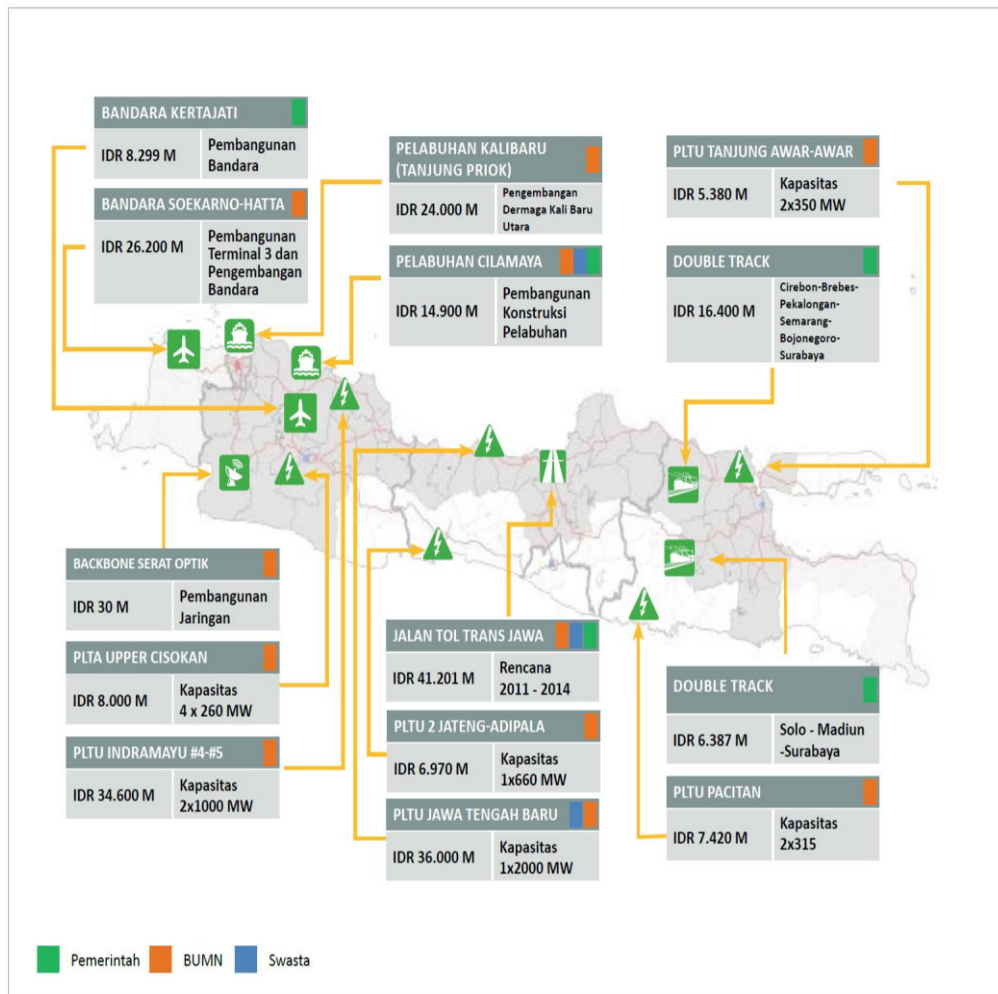 BANDARA KERTAJATI
IDR 8.299 M
Pembangunan
Bandara
BANDARA SOEKARNO-HATTA
IDR 26.200 M
Pembangunan
Terminal 3 dan
Pengembangan
Bandara
PELABUHAN KALIBARU
(TANJUNG PRIOK)
IDR 24.000 M
Pengembangan
Dermaga Kali Baru
Utara
PELABUHAN CILAMAYA
IDR 14.900 M
Pembangunan
Konstruksi
Pelabuhan
PLTU TANJUNG AWAR-AWAR
IDR 5.380 M
Kapasitas
2x350 MW
DOUBLE TRACK
IDR 16.400 M
Cirebon-Brebes-
Pekalongan-
Semarang-
Bojonegoro-
Surabaya
BACKBONE SERAT OPTIK
IDR 30 M
Pembangunan
Jaringan
PLTA UPPER CISOKAN
IDR 8.000 M
Kapasitas
4 x 260 MW
PLTU INDRAMAYU #4-#5
IDR 34.600 M
Kapasitas
2x1000 MW
JALAN TOL TRANS JAWA
IDR 41.201 M
Rencana
2011 - 2014
PLTU 2 JATENG-ADIPALA
IDR 6.970 M
Kapasitas
1x660 MW
PLTU JAWA TENGAH BARU
IDR 36.000 M
Kapasitas
1x2000 MW
DOUBLE TRACK
IDR 6.387 M
Solo - Madiun
-Surabaya
PLTU PACITAN
IDR 7.420 M
Kapasitas
2x315
Pemerintah
BUMN
Swasta